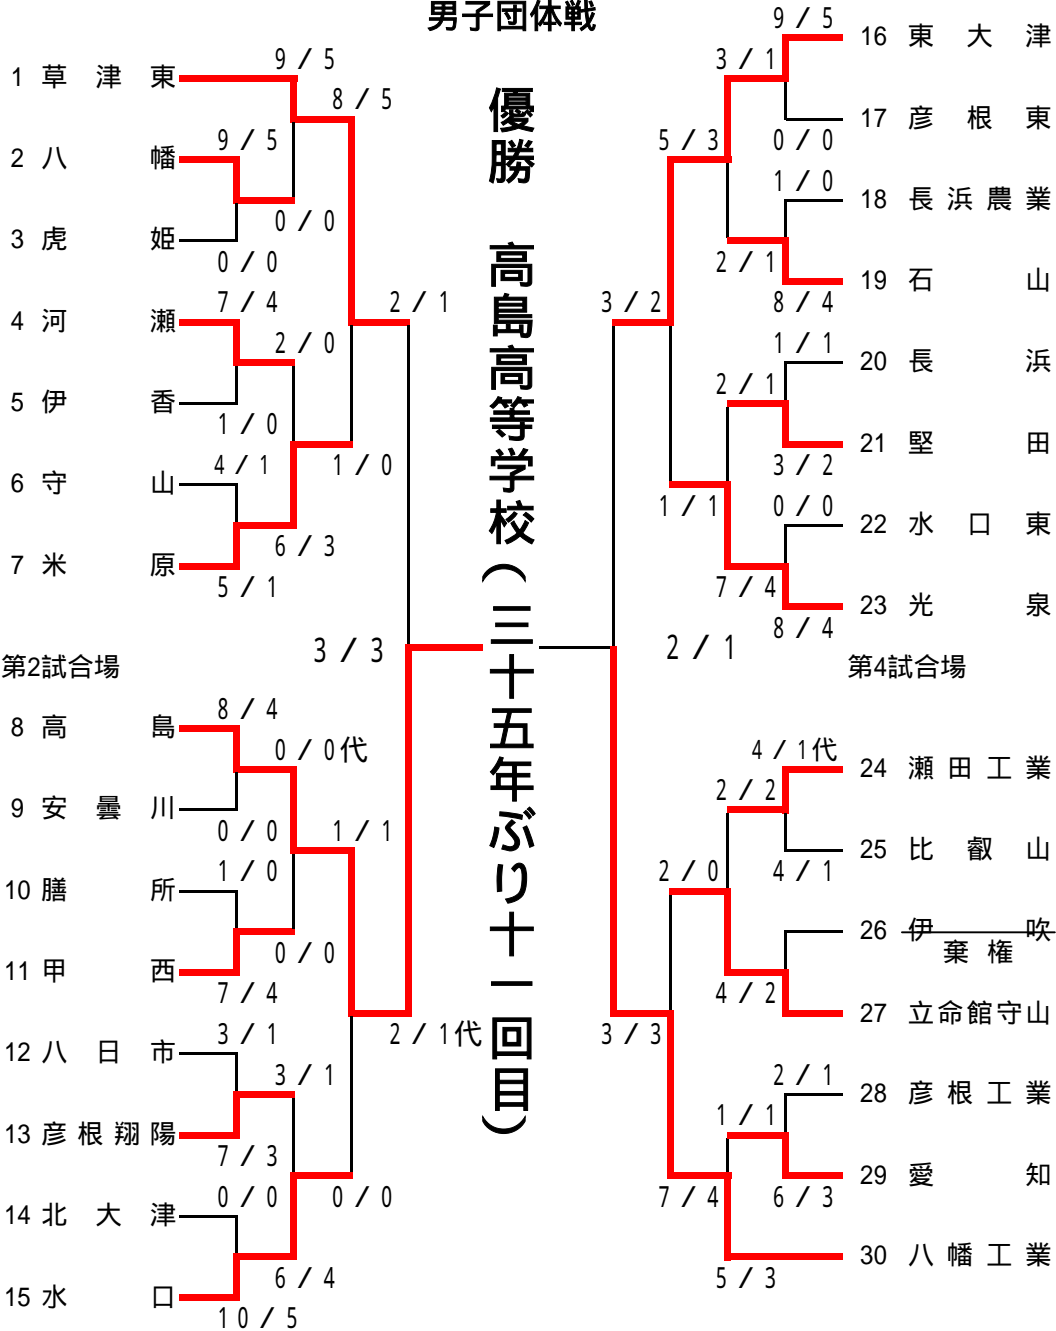 男子団体戦
優勝　高島高等学校（三十五年ぶり十一回目）
1 草津東
9 / 5
8 / 5
2 八幡
9 / 5
0 / 0
3 虎姫
0 / 0
2 / 1
4 河瀬
7 / 4
2 / 0
5 伊香
1 / 0
1 / 0
6 守山
4 / 1
6 / 3
7 米原
5 / 1
3 / 3
第2試合場
8 高島
8 / 4
0 / 0代
9 安曇川
0 / 0
1 / 1
10 膳所
1 / 0
0 / 0
11 甲西
7 / 4
2 / 1代
12 八日市
3 / 1
3 / 1
13 彦根翔陽
7 / 3
0 / 0
14 北大津
0 / 0
6 / 4
15 水口
10 / 5
9 / 5
16 東大津
3 / 1
17 彦根東
0 / 0
5 / 3
1 / 0
18 長浜農業
2 / 1
19 石山
8 / 4
3 / 2
1 / 1
20 長浜
2 / 1
21 堅田
3 / 2
1 / 1
0 / 0
22 水口東
7 / 4
23 光泉
8 / 4
2 / 1
第4試合場
4 / 1代
24 瀬田工業
2 / 2
25 比叡山
4 / 1
2 / 0
26 伊吹
棄権
4 / 2
27 立命館守山
3 / 3
2 / 1
28 彦根工業
1 / 1
29 愛知
6 / 3
7 / 4
30 八幡工業
5 / 3